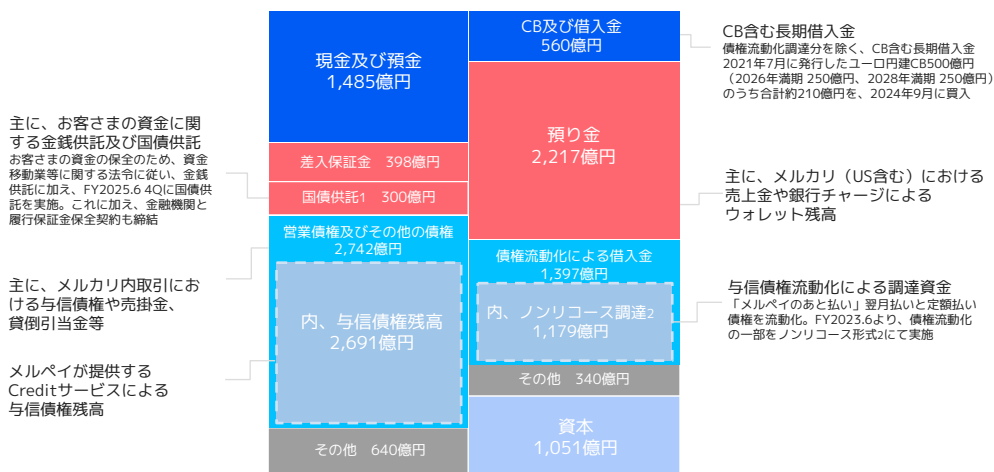 主に、お客さまの資金に関
する金銭供託及び国債供託
お客さまの資金の保全のため、資金
移動業等に関する法令に従い、金銭
供託に加え、FY2025.6 4Qに国債供
託を実施。これに加え、金融機関と
履行保証金保全契約も締結
主に、メルカリ内取引にお
ける与信債権や売掛金、
貸倒引当金等
メルペイが提供する
Creditサービスによる
与信債権残高
現金及び預金
1,485億円
差入保証金 398億円
国債供託1 300億円
営業債権及びその他の債権
2,742億円
内、与信債権残高
2,691億円
その他 640億円
CB及び借入金
560億円
預り金
2,217億円
債権流動化による借入金
1,397億円
内、ノンリコース調達2
1,179億円
その他 340億円
資本
1,051億円
CB含む長期借入金
債権流動化調達分を除く、CB含む長期借入金
2021年7月に発行したユーロ円建CB500億円
（2026年満期 250億円、2028年満期 250億円）
のうち合計約210億円を、2024年9月に買入
主に、メルカリ（US含む）における
売上金や銀行チャージによる
ウォレット残高
与信債権流動化による調達資金
「メルペイのあと払い」翌月払いと定額払い
債権を流動化。FY2023.6より、債権流動化
の一部をノンリコース形式2にて実施